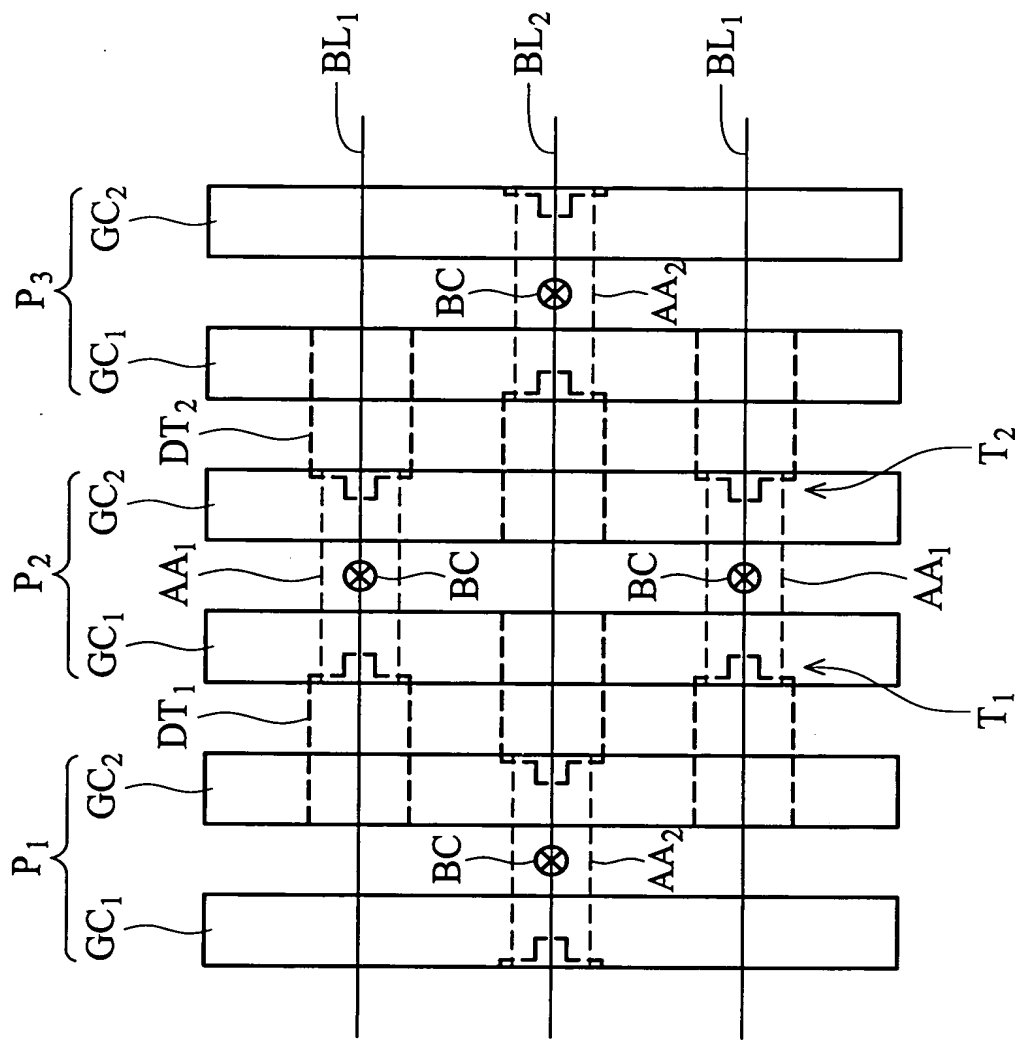 P₁ P₂ P₃
GC₁ GC₂ GC₁ GC₂ GC₁ GC₂
DT₁ AA₁ DT₂
BL₁
BC
BC BC
BL₂
AA₂ BC AA₂
BL₁
AA₁
T₁ T₂